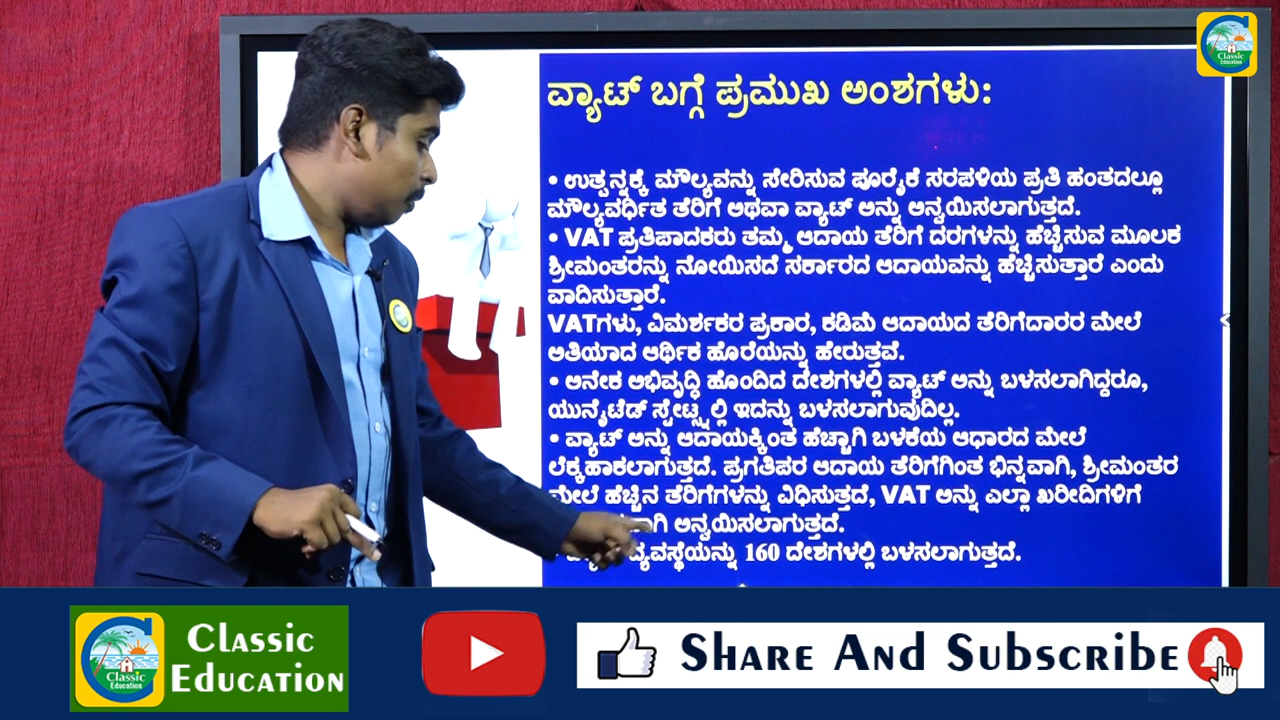 Classic
Education
ವ್ಯಾಟ್ ಬಗ್ಗೆ ಪ್ರಮುಖ ಅಂಶಗಳು:
• ಉತ್ಪನ್ನಕ್ಕೆ ಮೌಲ್ಯವನ್ನು ಸೇರಿಸುವ ಪೂರೈಕೆ ಸರಪಳಿಯ ಪ್ರತಿ ಹಂತದಲ್ಲೂ
ಮೌಲ್ಯವರ್ಧಿತ ತೆರಿಗೆ ಅಥವಾ ವ್ಯಾಟ್ ಅನ್ನು ಅನ್ವಯಿಸಲಾಗುತ್ತದೆ.
• VAT ಪ್ರತಿಪಾದಕರು ತಮ್ಮ ಆದಾಯ ತೆರಿಗೆ ದರಗಳನ್ನು ಹೆಚ್ಚಿಸುವ ಮೂಲಕ
ಶ್ರೀಮಂತರನ್ನು ನೋಯಿಸದೆ ಸರ್ಕಾರದ ಆದಾಯವನ್ನು ಹೆಚ್ಚಿಸುತ್ತಾರೆ ಎಂದು
ವಾದಿಸುತ್ತಾರೆ.
VATಗಳು, ವಿಮರ್ಶಕರ ಪ್ರಕಾರ, ಕಡಿಮೆ ಆದಾಯದ ತೆರಿಗೆದಾರರ ಮೇಲೆ
ಅತಿಯಾದ ಆರ್ಥಿಕ ಹೊರೆಯನ್ನು ಹೇರುತ್ತವೆ.
• ಅನೇಕ ಅಭಿವೃದ್ಧಿ ಹೊಂದಿದ ದೇಶಗಳಲ್ಲಿ ವ್ಯಾಟ್ ಅನ್ನು ಬಳಸಲಾಗಿದ್ದರೂ,
ಯುನೈಟೆಡ್ ಸ್ಟೇಟ್ಸ್ನಲ್ಲಿ ಇದನ್ನು ಬಳಸಲಾಗುವುದಿಲ್ಲ.
• ವ್ಯಾಟ್ ಅನ್ನು ಆದಾಯಕ್ಕಿಂತ ಹೆಚ್ಚಾಗಿ ಬಳಕೆಯ ಆಧಾರದ ಮೇಲೆ
ಲೆಕ್ಕಹಾಕಲಾಗುತ್ತದೆ. ಪ್ರಗತಿಪರ ಆದಾಯ ತೆರಿಗೆಗಿಂತ ಭಿನ್ನವಾಗಿ, ಶ್ರೀಮಂತರ
ಮೇಲೆ ಹೆಚ್ಚಿನ ತೆರಿಗೆಗಳನ್ನು ವಿಧಿಸುತ್ತದೆ, VAT ಅನ್ನು ಎಲ್ಲಾ ಖರೀದಿಗಳಿಗೆ
ಅನ್ವಯಿಸಲಾಗುತ್ತದೆ.
160 ದೇಶಗಳಲ್ಲಿ ಬಳಸಲಾಗುತ್ತದೆ.
Classic
Education
Classic
Education
Share And Subscribe